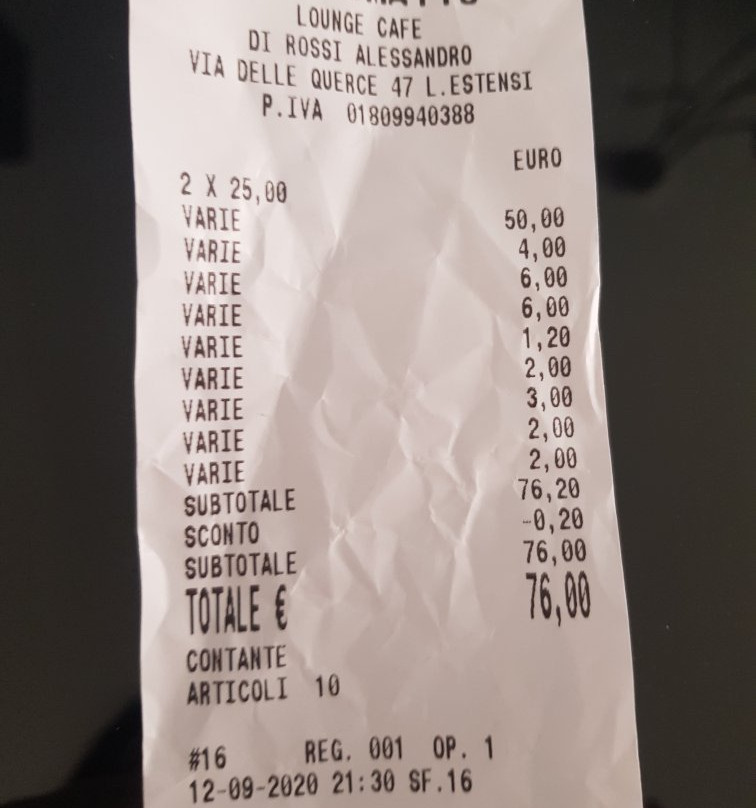 LOUNGE CAFE
DI ROSSI ALESSANDRO
VIA DELLE QUERCE 47 L.ESTENSI
P.IVA 01809940388
EURO
2 X 25,00
VARIE 50,00
VARIE 4,00
VARIE 6,00
VARIE 6,00
VARIE 1,20
VARIE 2,00
VARIE 3,00
VARIE 2,00
VARIE 2,00
SUBTOTALE 76,20
SCONTO -0,20
SUBTOTALE 76,00
TOTALE € 76,00
CONTANTE
ARTICOLI 10
#16 REG. 001 OP. 1
12-09-2020 21:30 SF.16